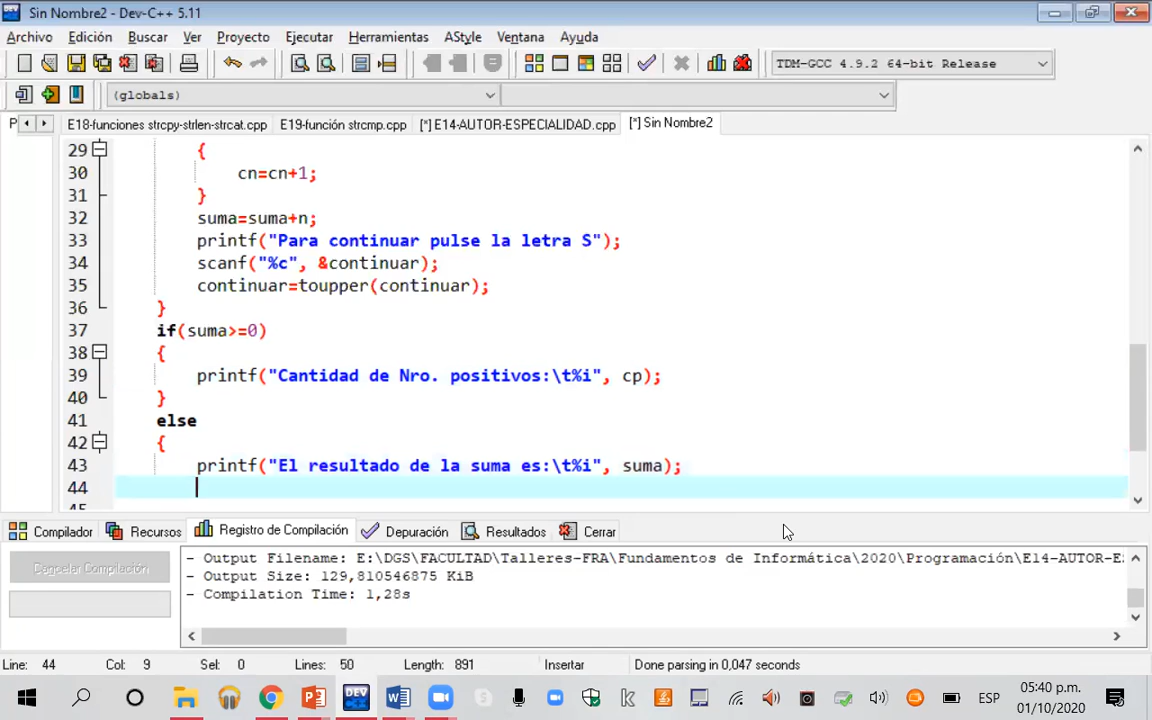 Sin Nombre2 - Dev-C++ 5.11
Archivo Edición Buscar Ver Proyecto Ejecutar Herramientas AStyle Ventana Ayuda
TDM-GCC 4.9.2 64-bit Release
(globals)
P E18-funciones strcpy-strlen-strcat.cpp E19-función strcmp.cpp [*] E14-AUTOR-ESPECIALIDAD.cpp [*] Sin Nombre2
29 {
30 cn=cn+1;
31 }
32 suma=suma+n;
33 printf("Para continuar pulse la letra S");
34 scanf("%c", &continuar);
35 continuar=toupper(continuar);
36 }
37 if(suma>=0)
38 {
39 printf("Cantidad de Nro. positivos:\t%i", cp);
40 }
41 else
42 {
43 printf("El resultado de la suma es:\t%i", suma);
44
45
Compilador Recursos Registro de Compilación Depuración Resultados Cerrar
Cancelar Compilación
- Output Filename: E:\DGS\FACULTAD\Talleres-FRA\Fundamentos de Informática\2020\Programación\E14-AUTOR-E
- Output Size: 129,810546875 KiB
- Compilation Time: 1,28s
Line: 44 Col: 9 Sel: 0 Lines: 50 Length: 891 Insertar Done parsing in 0,047 seconds
DEV W ESP 05:40 p.m.
01/10/2020